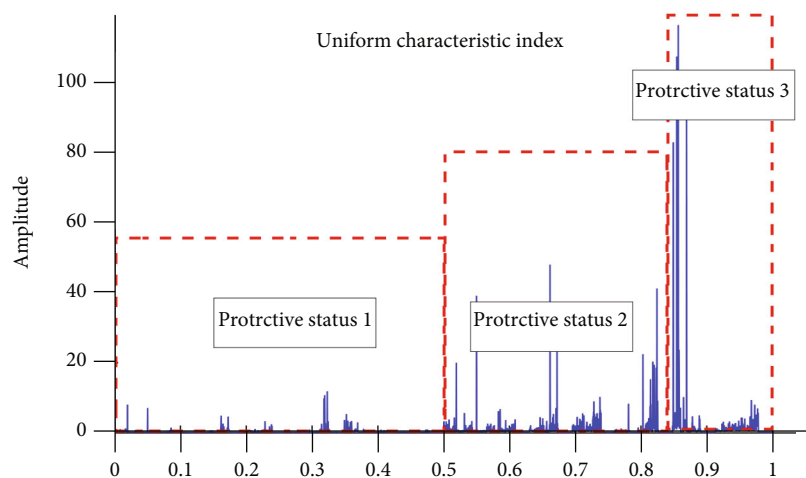 Uniform characteristic index
Protrctive status 3
Protrctive status 2
Protrctive status 1
Amplitude
100
80
60
40
20
0
0 0.1 0.2 0.3 0.4 0.5 0.6 0.7 0.8 0.9 1